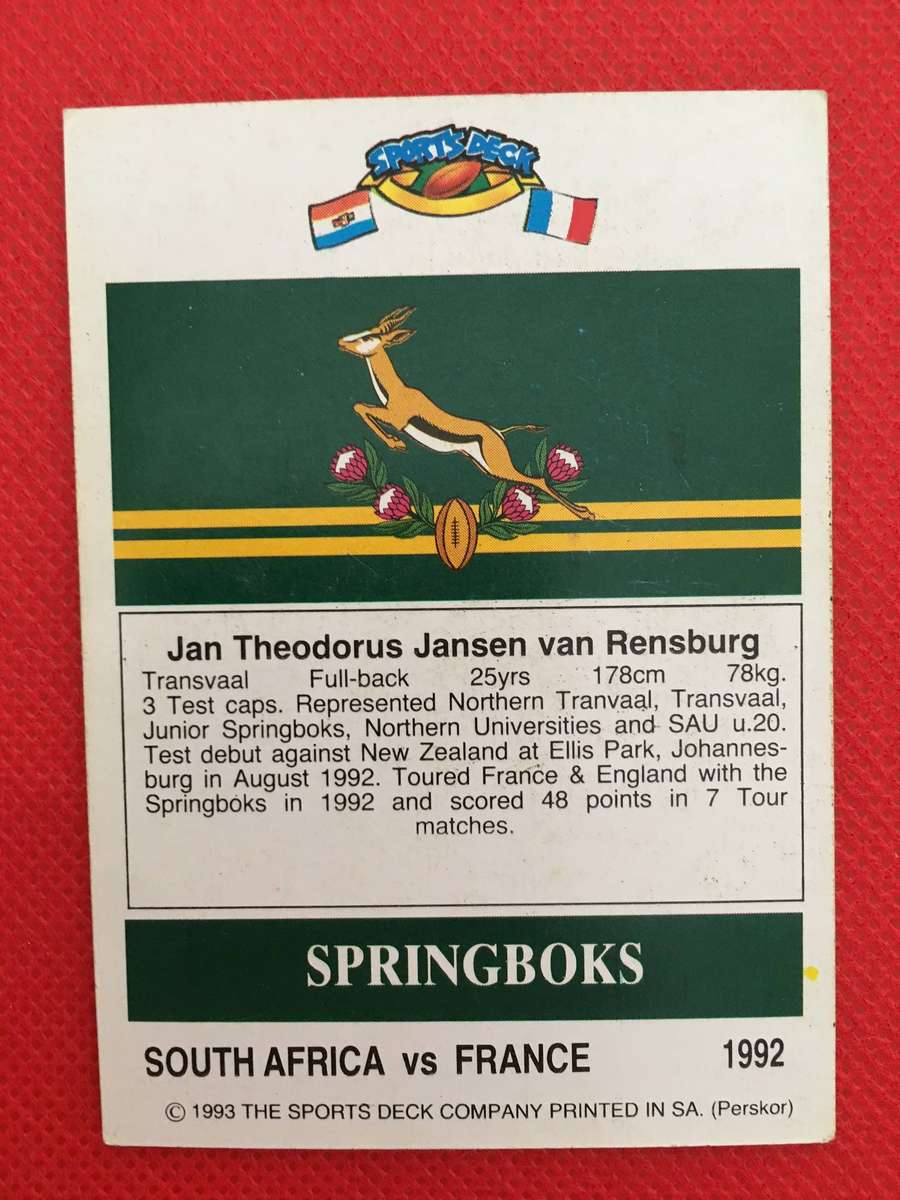 SPORTS DECK
Jan Theodorus Jansen van Rensburg
Transvaal Full-back 25yrs 178cm 78kg.
3 Test caps. Represented Northern Tranvaal, Transvaal,
Junior Springboks, Northern Universities and SAU u.20.
Test debut against New Zealand at Ellis Park, Johannes-
burg in August 1992. Toured France & England with the
Springboks in 1992 and scored 48 points in 7 Tour
matches.
SPRINGBOKS
SOUTH AFRICA vs FRANCE 1992
© 1993 THE SPORTS DECK COMPANY PRINTED IN SA. (Perskor)